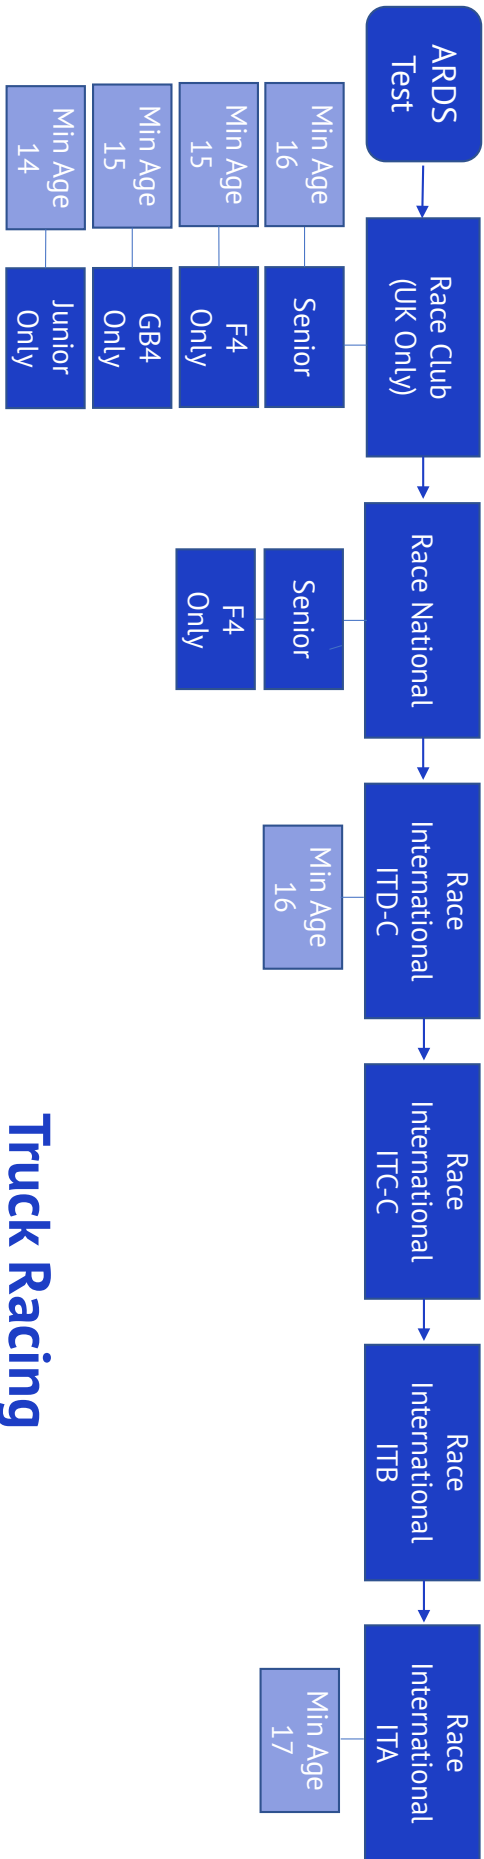 ARDS
Test
Race Club
(UK Only)
Race National
Race
International
ITD-C
Race
International
ITC-C
Race
International
ITB
Race
International
ITA
Min Age
16
Senior
Senior
Min Age
16
Min Age
17
Min Age
15
F4
Only
F4
Only
Min Age
15
GB4
Only
Min Age
14
Junior
Only
Truck Racing